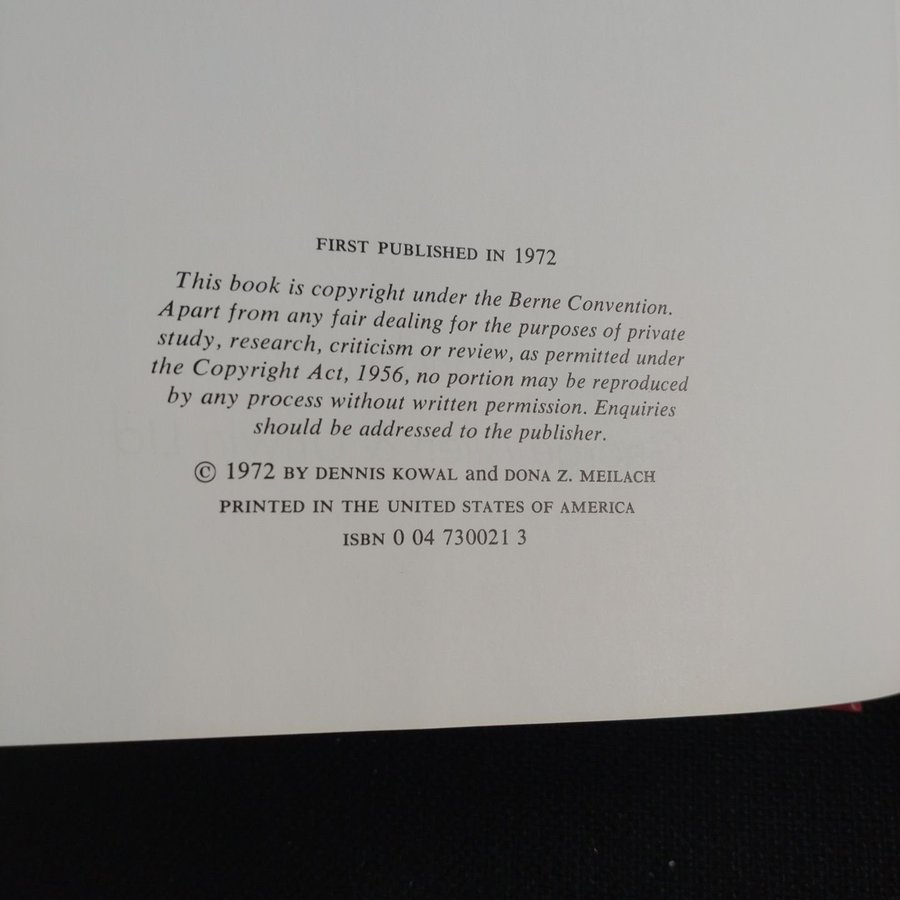 FIRST PUBLISHED IN 1972
This book is copyright under the Berne Convention.
Apart from any fair dealing for the purposes of private
study, research, criticism or review, as permitted under
the Copyright Act, 1956, no portion may be reproduced
by any process without written permission. Enquiries
should be addressed to the publisher.
© 1972 BY DENNIS KOWAL and DONA Z. MEILACH
PRINTED IN THE UNITED STATES OF AMERICA
ISBN 0 04 730021 3